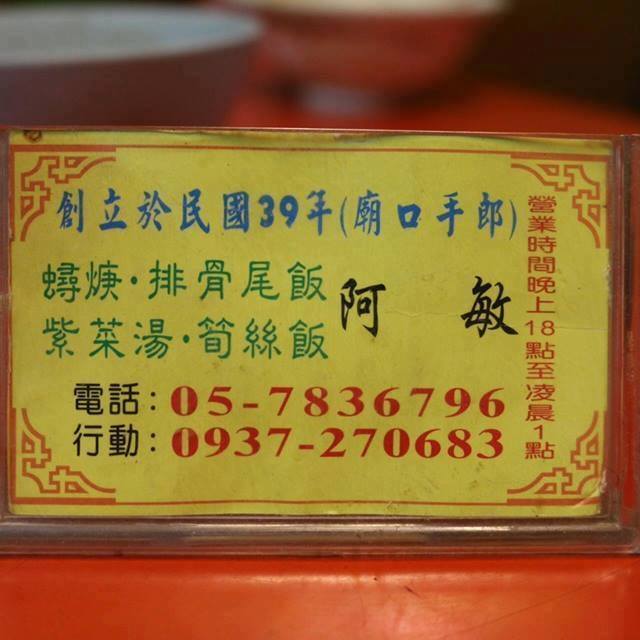 創立於民國39年(廟口手郎)
蟳焿·排骨尾飯
紫菜湯·筍絲飯
阿敏
電話:05-7836796
行動:0937-270683
營業時間晚上18點至凌晨1點